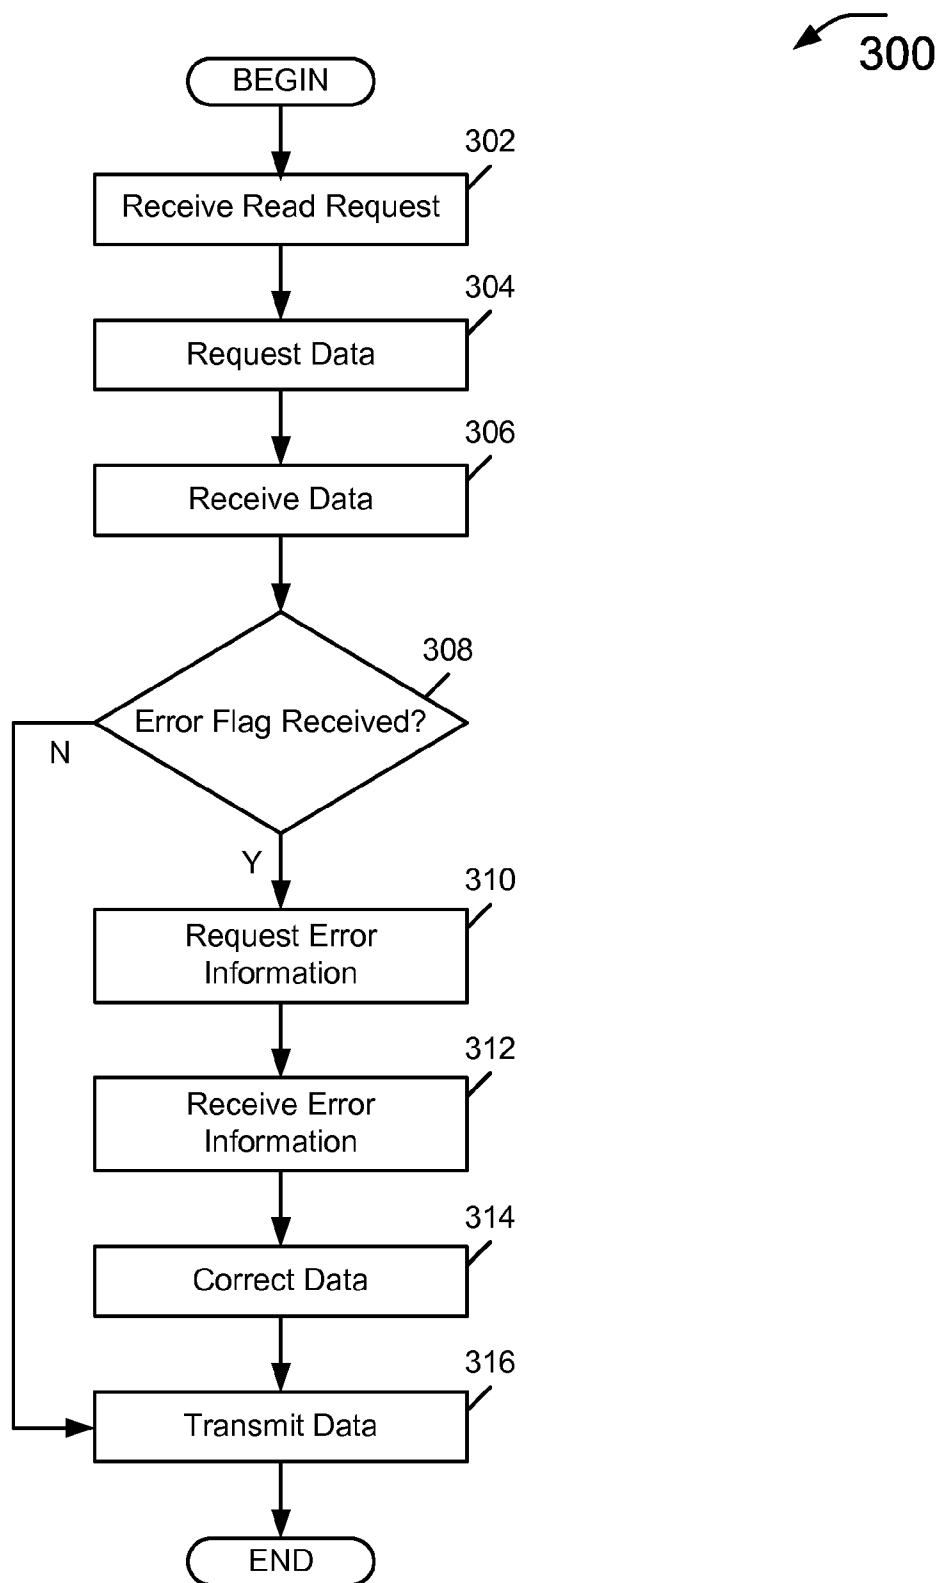 300
BEGIN
302
Receive Read Request
304
Request Data
306
Receive Data
308
Error Flag Received?
N
Y
310
Request Error
Information
312
Receive Error
Information
314
Correct Data
316
Transmit Data
END